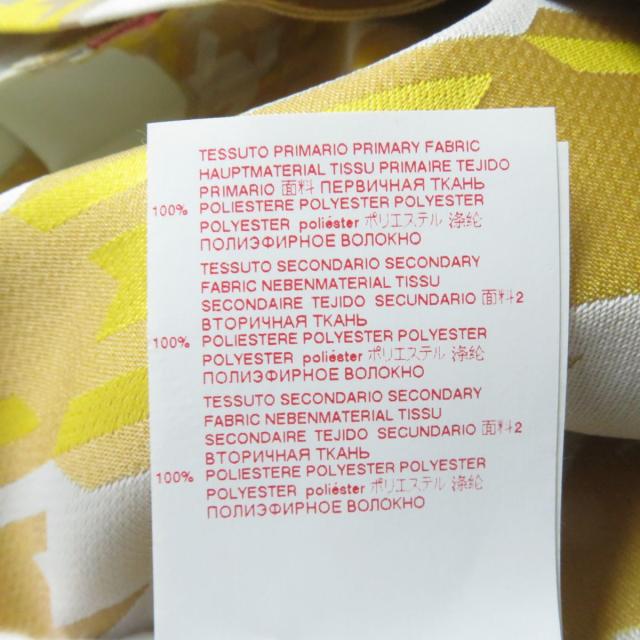 TESSUTO PRIMARIO PRIMARY FABRIC
HAUPTMATERIAL TISSU PRIMAIRE TEJIDO
PRIMARIO 面料 ПЕРВИЧНАЯ ТКАНЬ
100% POLIESTERE POLYESTER POLYESTER
POLYESTER poliéster ポリエステル 涤纶
ПОЛИЭФИРНОЕ ВОЛОКНО
TESSUTO SECONDARIO SECONDARY
FABRIC NEBENMATERIAL TISSU
SECONDAIRE TEJIDO SECUNDARIO 面料2
ВТОРИЧНАЯ ТКАНЬ
100% POLIESTERE POLYESTER POLYESTER
POLYESTER poliéster ポリエステル 涤纶
ПОЛИЭФИРНОЕ ВОЛОКНО
TESSUTO SECONDARIO SECONDARY
FABRIC NEBENMATERIAL TISSU
SECONDAIRE TEJIDO SECUNDARIO 面料2
ВТОРИЧНАЯ ТКАНЬ
100% POLIESTERE POLYESTER POLYESTER
POLYESTER poliéster ポリエステル 涤纶
ПОЛИЭФИРНОЕ ВОЛОКНО